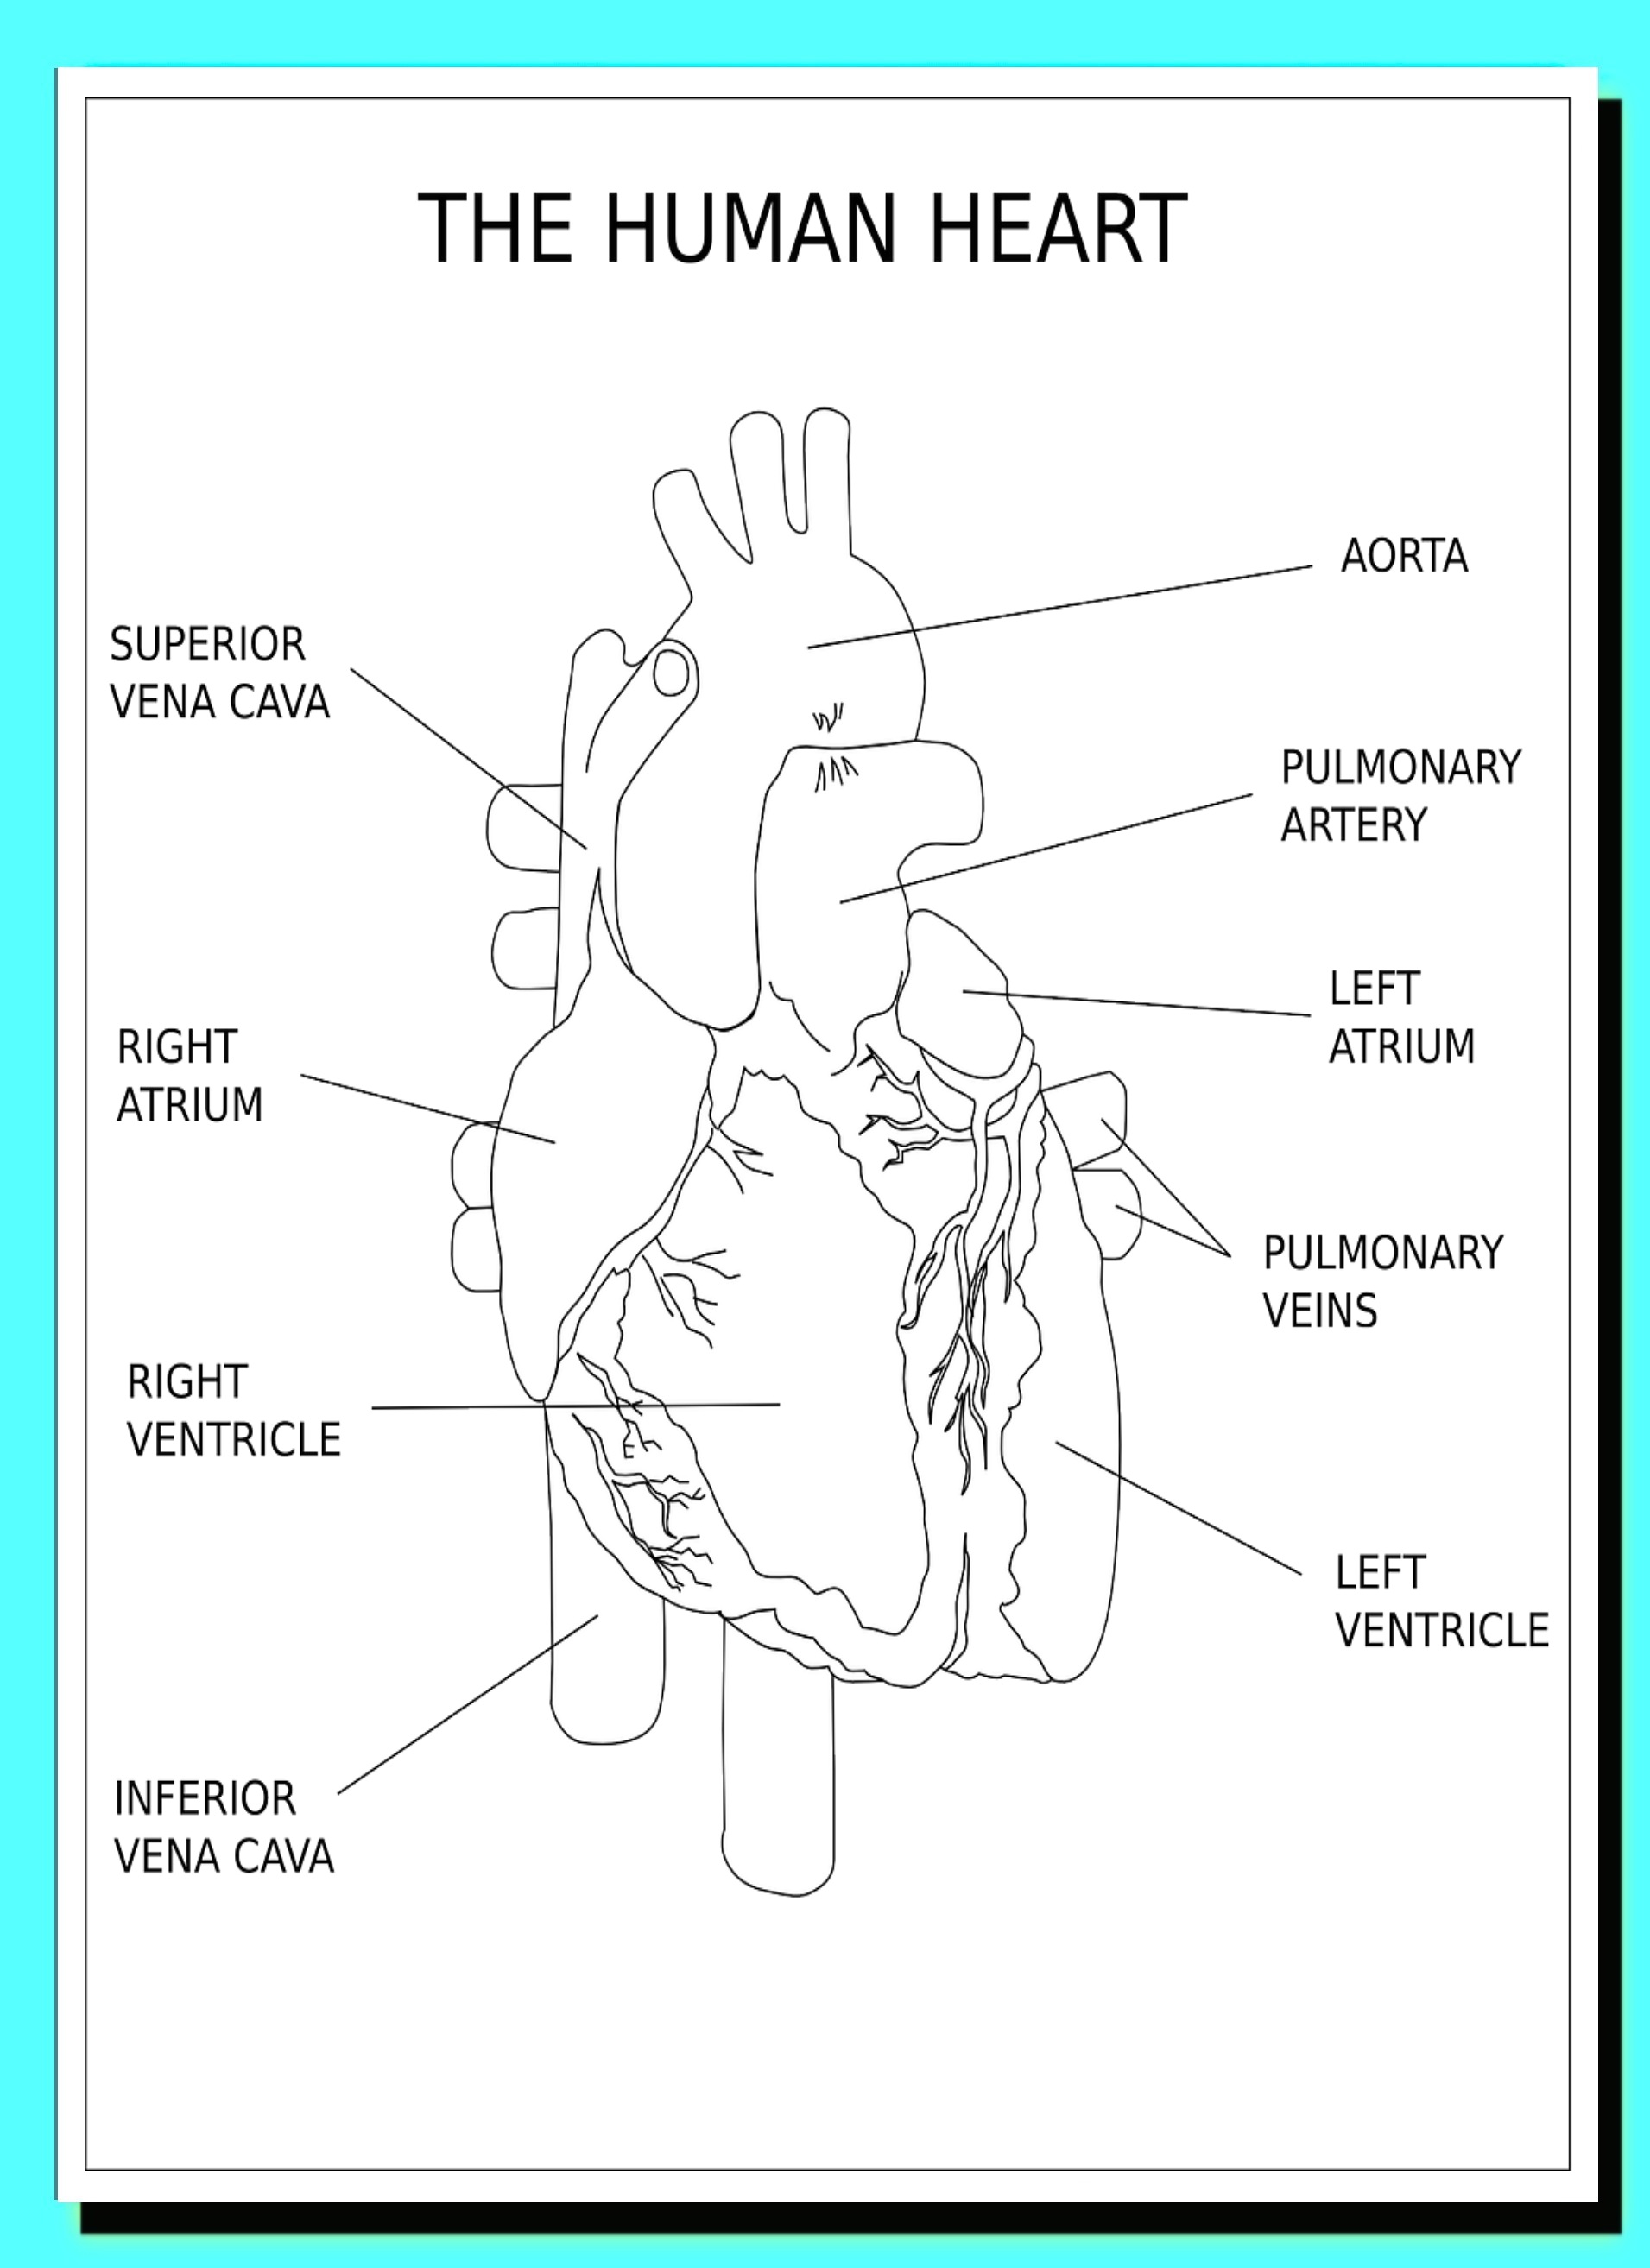 THE HUMAN HEART
AORTA
SUPERIOR
VENA CAVA
PULMONARY
ARTERY
LEFT
ATRIUM
RIGHT
ATRIUM
PULMONARY
VEINS
RIGHT
VENTRICLE
LEFT
VENTRICLE
INFERIOR
VENA CAVA